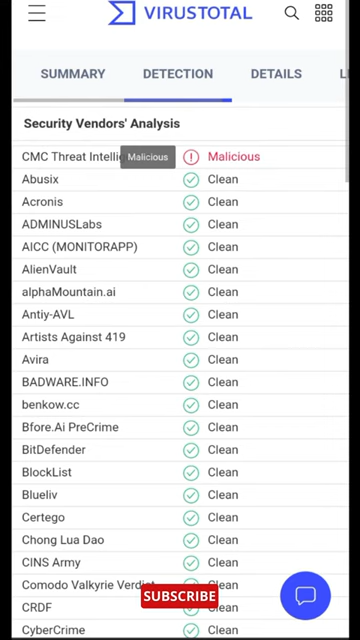 VIRUSTOTAL
SUMMARY DETECTION DETAILS
Security Vendors' Analysis
CMC Threat Intelli Malicious Malicious
Abusix Clean
Acronis Clean
ADMINUSLabs Clean
AICC (MONITORAPP) Clean
AlienVault Clean
alphaMountain.ai Clean
Antiy-AVL Clean
Artists Against 419 Clean
Avira Clean
BADWARE.INFO Clean
benkow.cc Clean
Bfore.Ai PreCrime Clean
BitDefender Clean
BlockList Clean
Blueliv Clean
Certego Clean
Chong Lua Dao Clean
CINS Army Clean
Comodo Valkyrie Verdict Clean
SUBSCRIBE
CRDF Clean
CyberCrime Clean